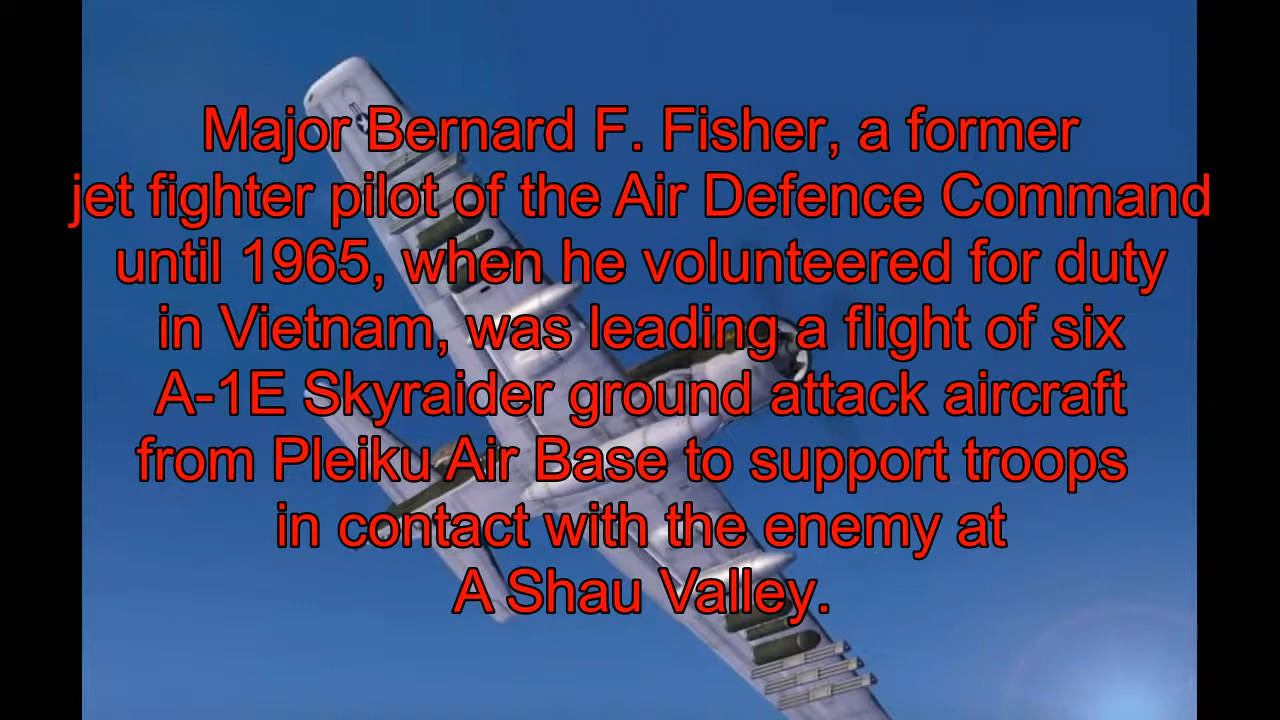 Major Bernard F. Fisher, a former
jet fighter pilot of the Air Defence Command
until 1965, when he volunteered for duty
in Vietnam, was leading a flight of six
A-1E Skyraider ground attack aircraft
from Pleiku Air Base to support troops
in contact with the enemy at
A Shau Valley.